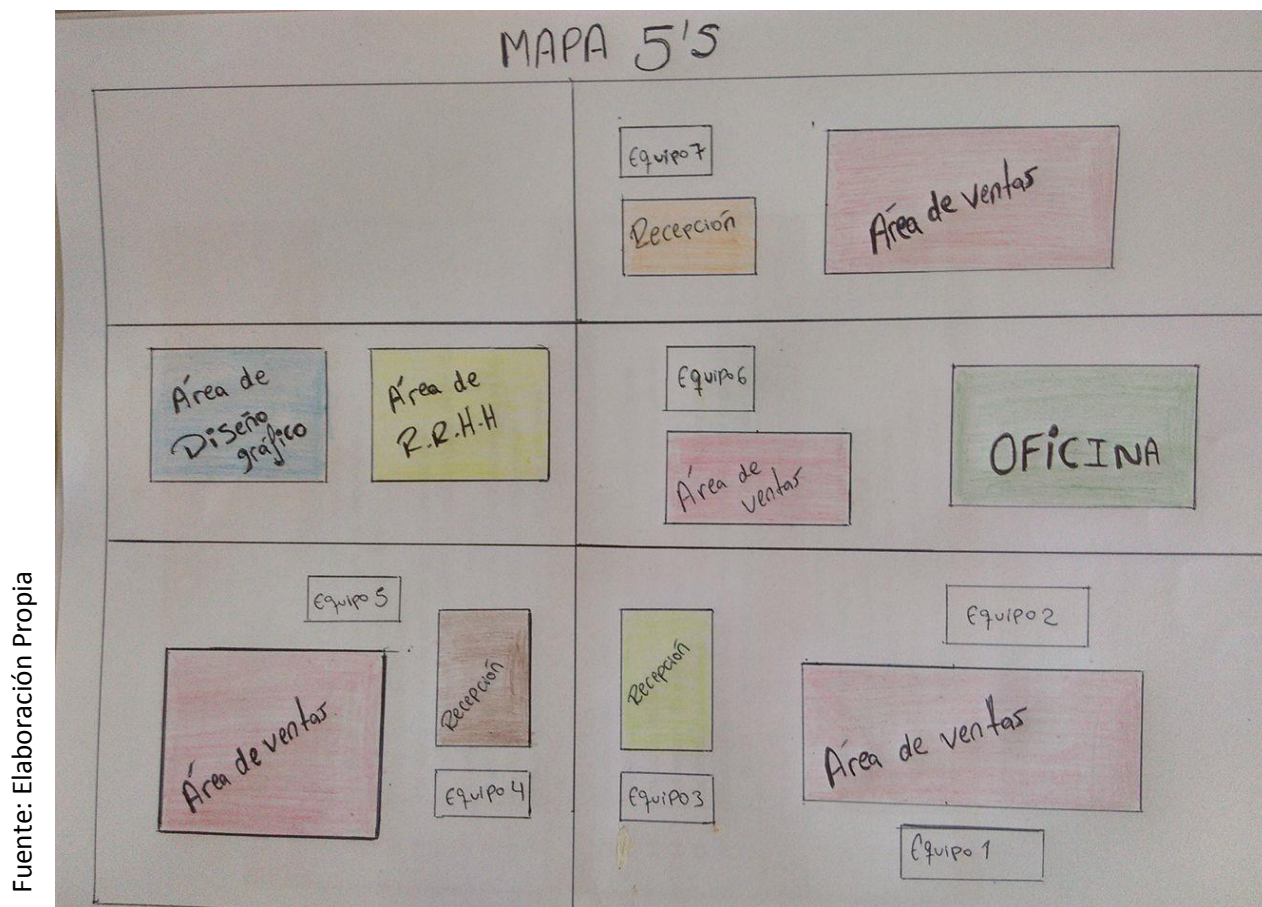 MAPA 5'S
Equipo 7
Recepción
Área de ventas
Área de
Diseño
gráfico
Área de
R.R.H.H
Equipo 6
Área de
ventas
OFICINA
Equipo 5
Recepción
Área de ventas
Equipo 4
Recepción
Equipo 2
Área de ventas
Equipo 3
Equipo 1
Fuente: Elaboración Propia